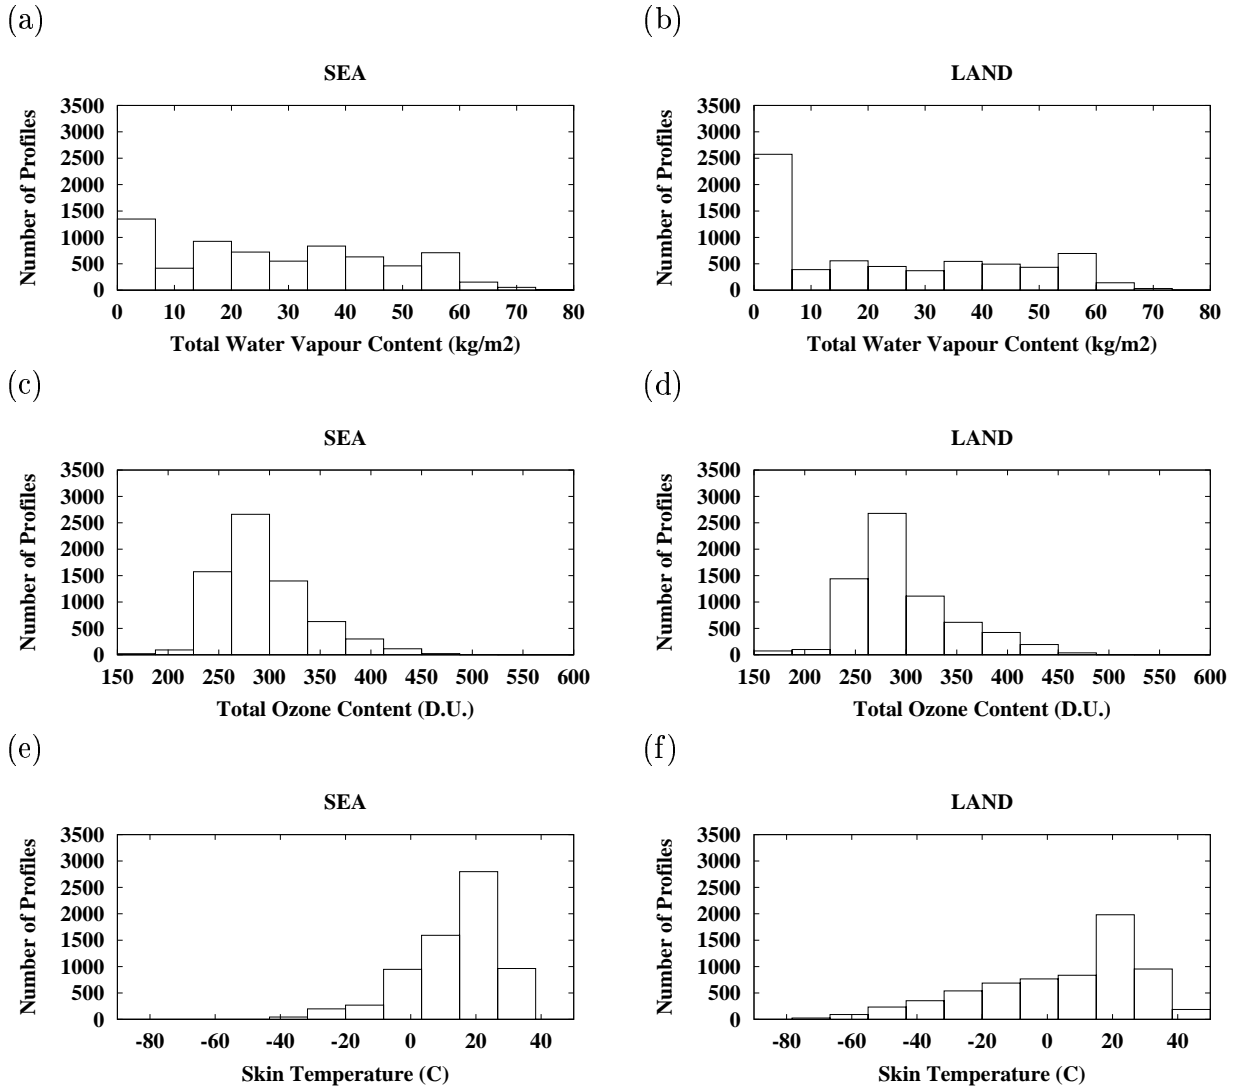 (a)
(b)
SEA
LAND
Number of Profiles
3500
3000
2500
2000
1500
1000
500
0
0 10 20 30 40 50 60 70 80
Total Water Vapour Content (kg/m2)
Number of Profiles
3500
3000
2500
2000
1500
1000
500
0
0 10 20 30 40 50 60 70 80
Total Water Vapour Content (kg/m2)
(c)
(d)
SEA
LAND
Number of Profiles
3500
3000
2500
2000
1500
1000
500
0
150 200 250 300 350 400 450 500 550 600
Total Ozone Content (D.U.)
Number of Profiles
3500
3000
2500
2000
1500
1000
500
0
150 200 250 300 350 400 450 500 550 600
Total Ozone Content (D.U.)
(e)
(f)
SEA
LAND
Number of Profiles
3500
3000
2500
2000
1500
1000
500
0
-80 -60 -40 -20 0 20 40
Skin Temperature (C)
Number of Profiles
3500
3000
2500
2000
1500
1000
500
0
-80 -60 -40 -20 0 20 40
Skin Temperature (C)